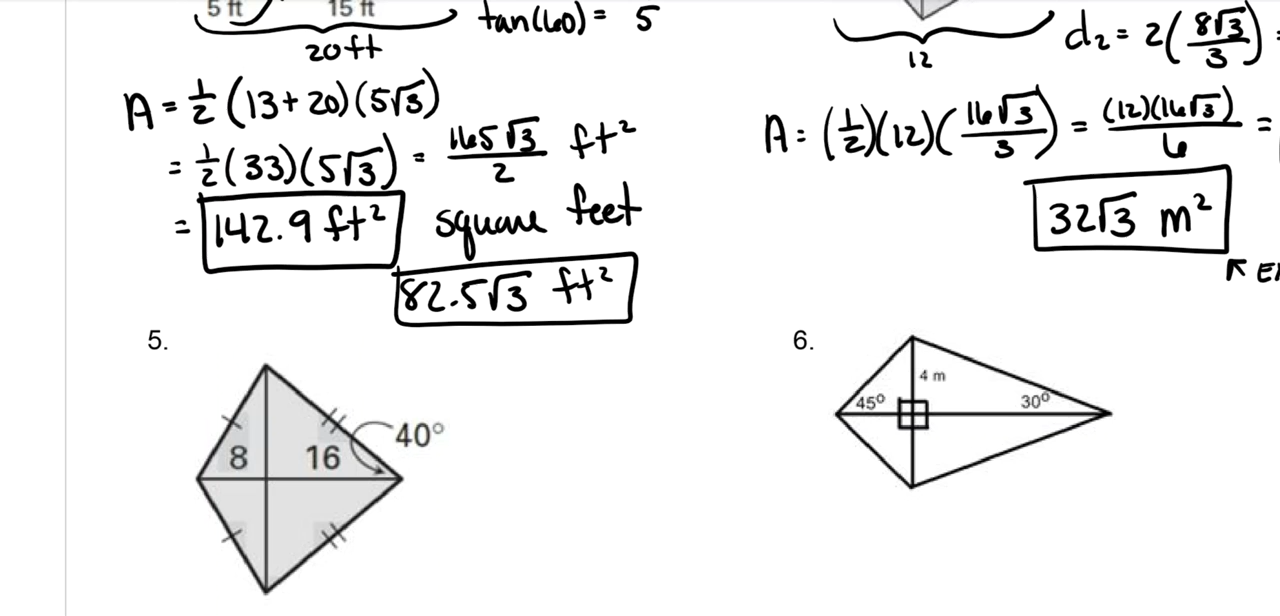 5 ft 15 ft
20 ft
tan(60) = 5
A = 1/2 (13 + 20)(5√3)
= 1/2 (33)(5√3) = 165√3/2 ft²
= 142.9 ft² square feet
82.5√3 ft²
12
d₂ = 2(8√3/3) =
A = (1/2)(12)(16√3/3) = (12)(16√3)/6 =
32√3 m²
5.
8 16 40°
6.
4 m
45° 30°